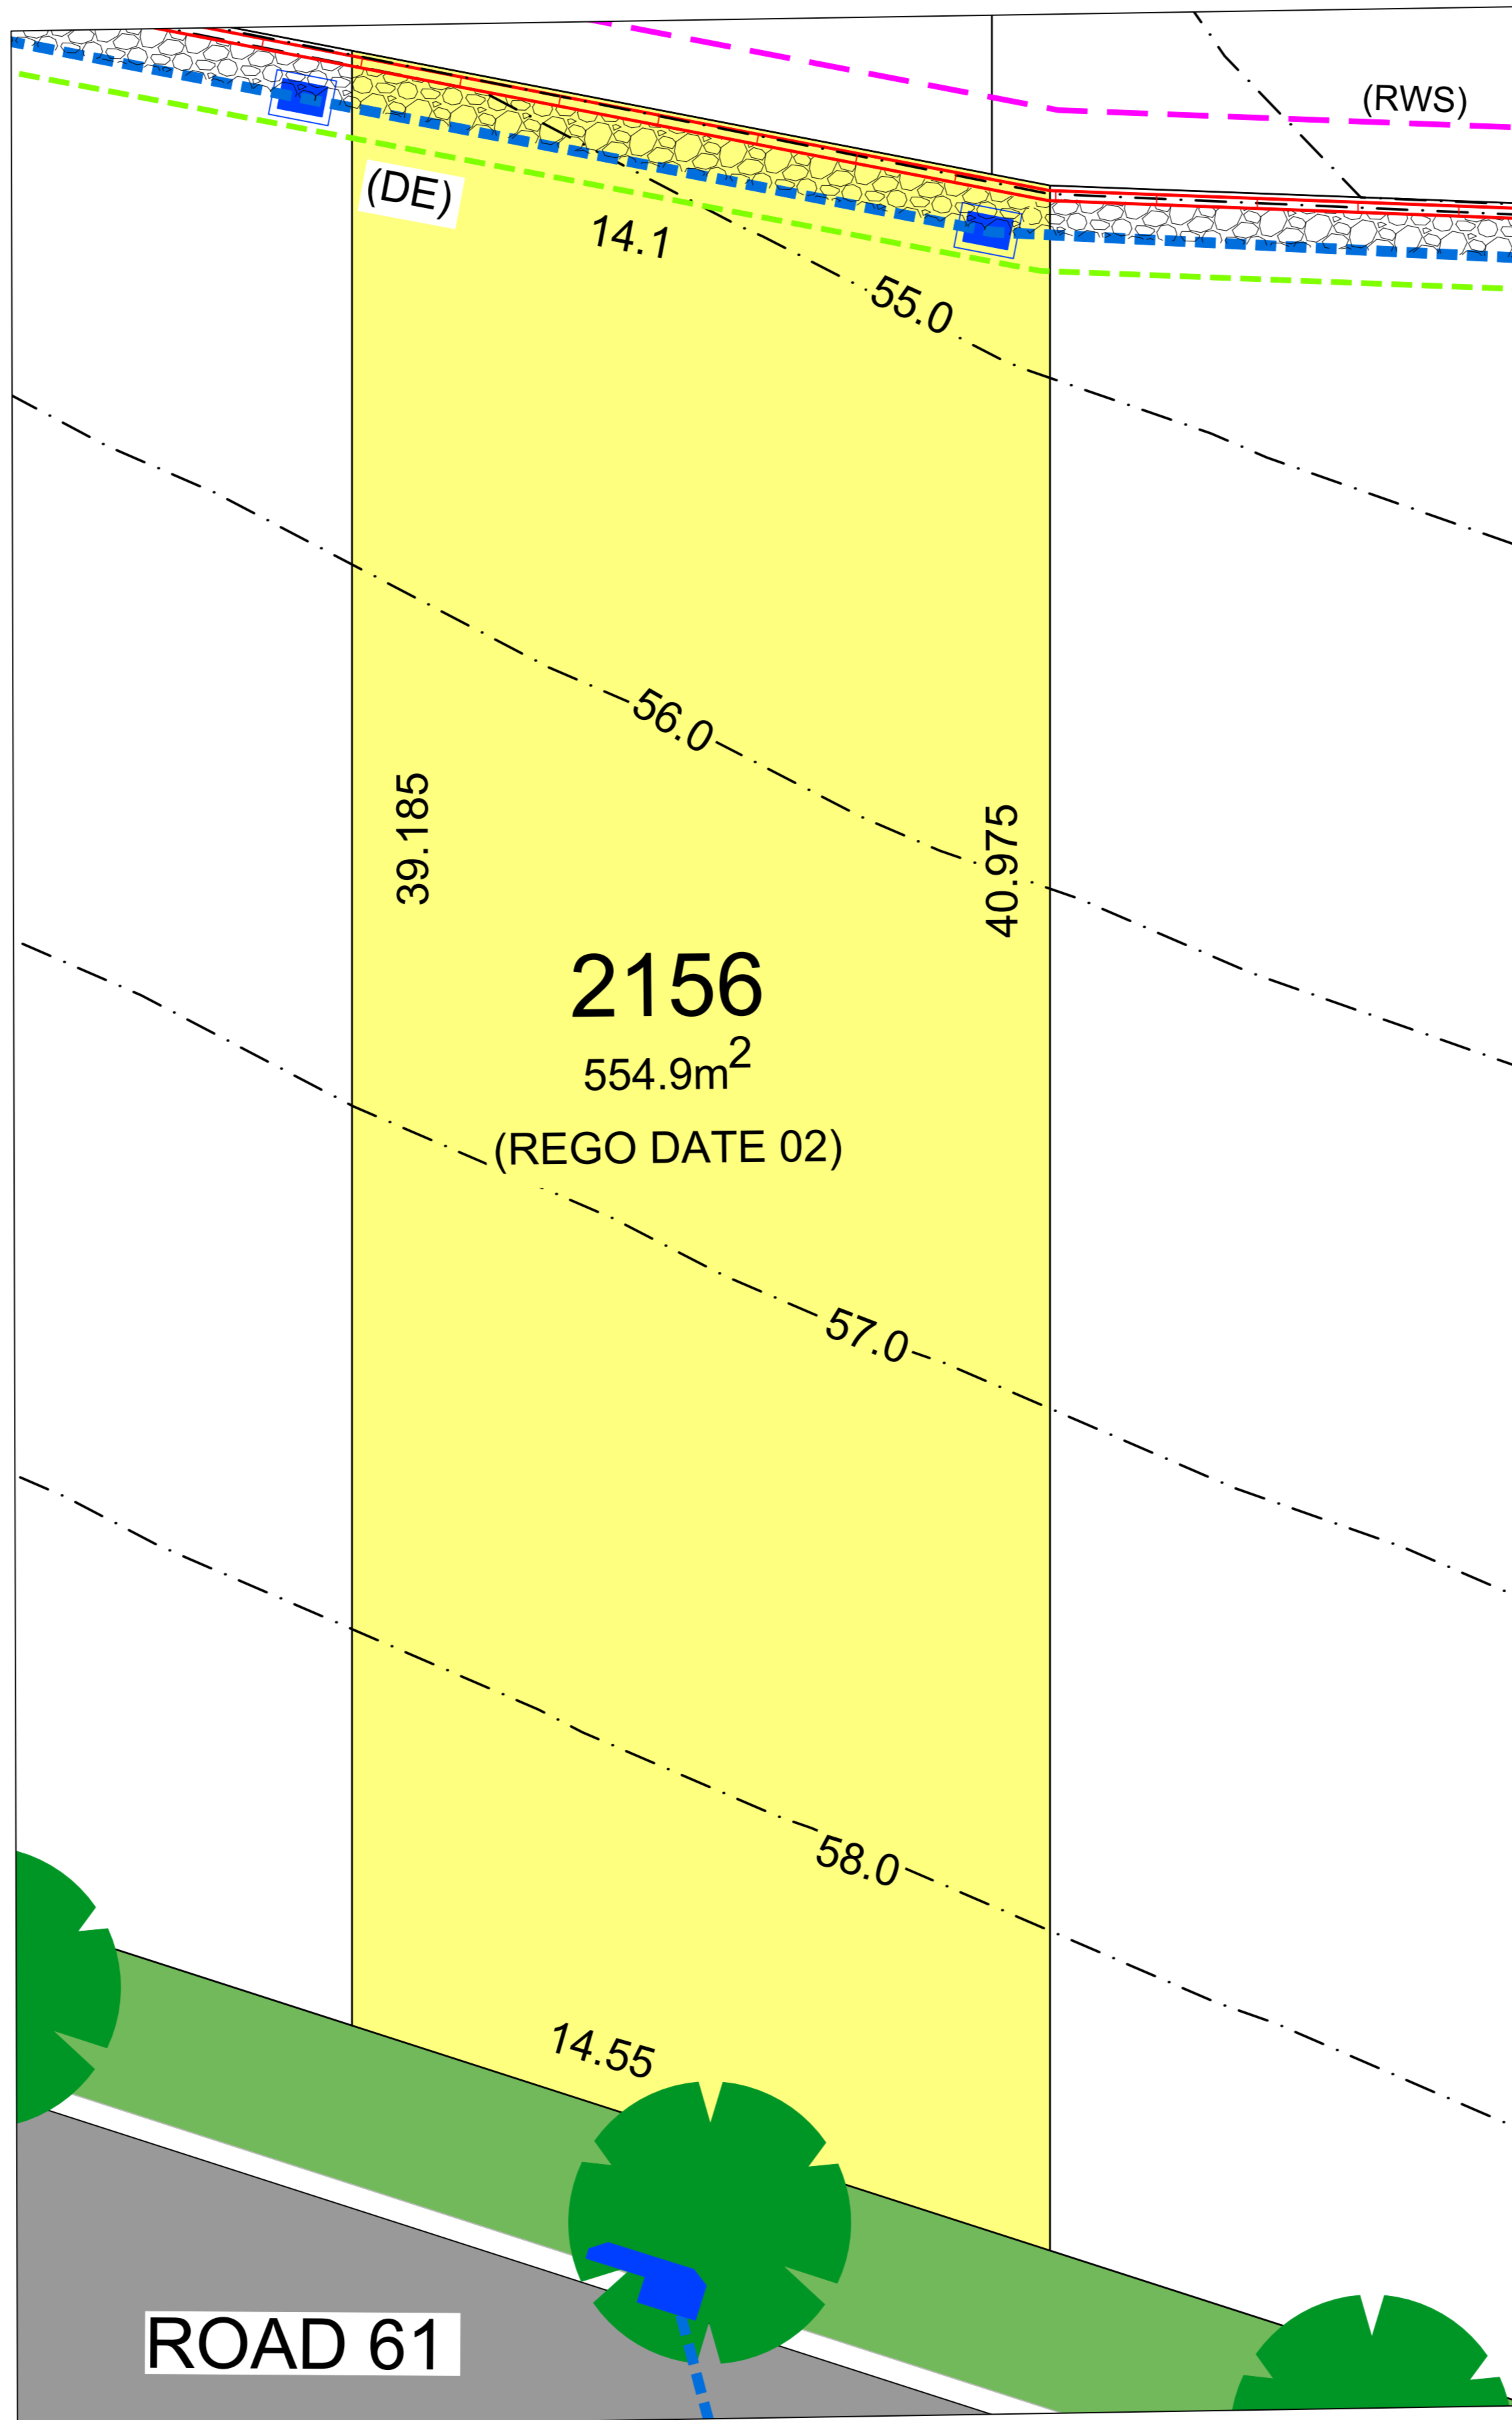 (RWS)
(DE)
14.1
55.0
56.0
39.185
40.975
2156
554.9m²
(REGO DATE 02)
57.0
58.0
14.55
ROAD 61